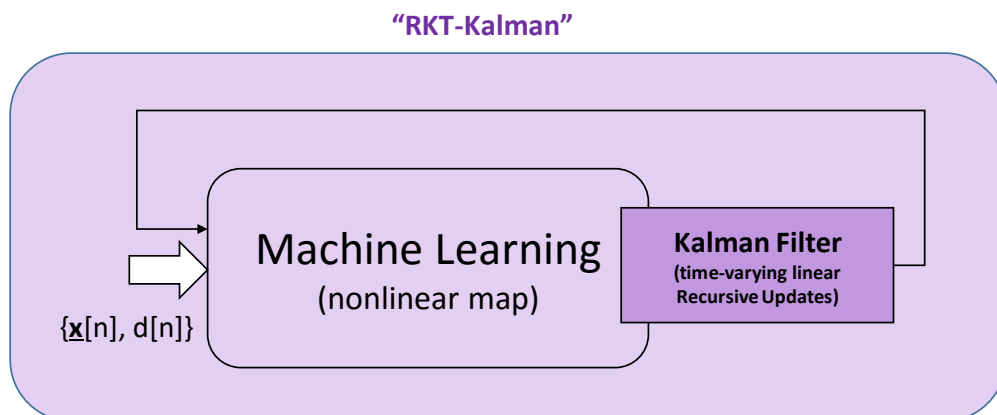 “RKT-Kalman”
Machine Learning
(nonlinear map)
Kalman Filter
(time-varying linear
Recursive Updates)
{x[n], d[n]}